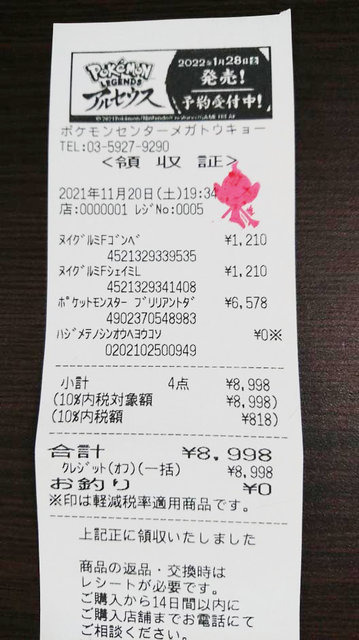 POKÉMON
LEGENDS
アルセウス
2022年1月28日金
発売!
予約受付中!
ポケモンセンターメガトウキョー
TEL:03-5927-9290
<領収証>
2021年11月20日(土)19:34
店:0000001 レジNo:0005
ヌイグルミFゴンベ ¥1,210
4521329339535
ヌイグルミFシェイミL ¥1,210
4521329341408
ポケットモンスター ブリリアントダ ¥6,578
4902370548983
ハジメテノシンオウヘヨウコソ ¥0※
0202102500949
小計 4点 ¥8,998
(10%内税対象額 ¥8,998)
(10%内税額 ¥818)
合計 ¥8,998
クレジット(オフ)(一括) ¥8,998
お釣り ¥0
※印は軽減税率適用商品です。
上記正に領収いたしました
商品の返品・交換時は
レシートが必要です。
ご購入から14日間以内に
ご購入店舗までお電話にて
ご相談ください。